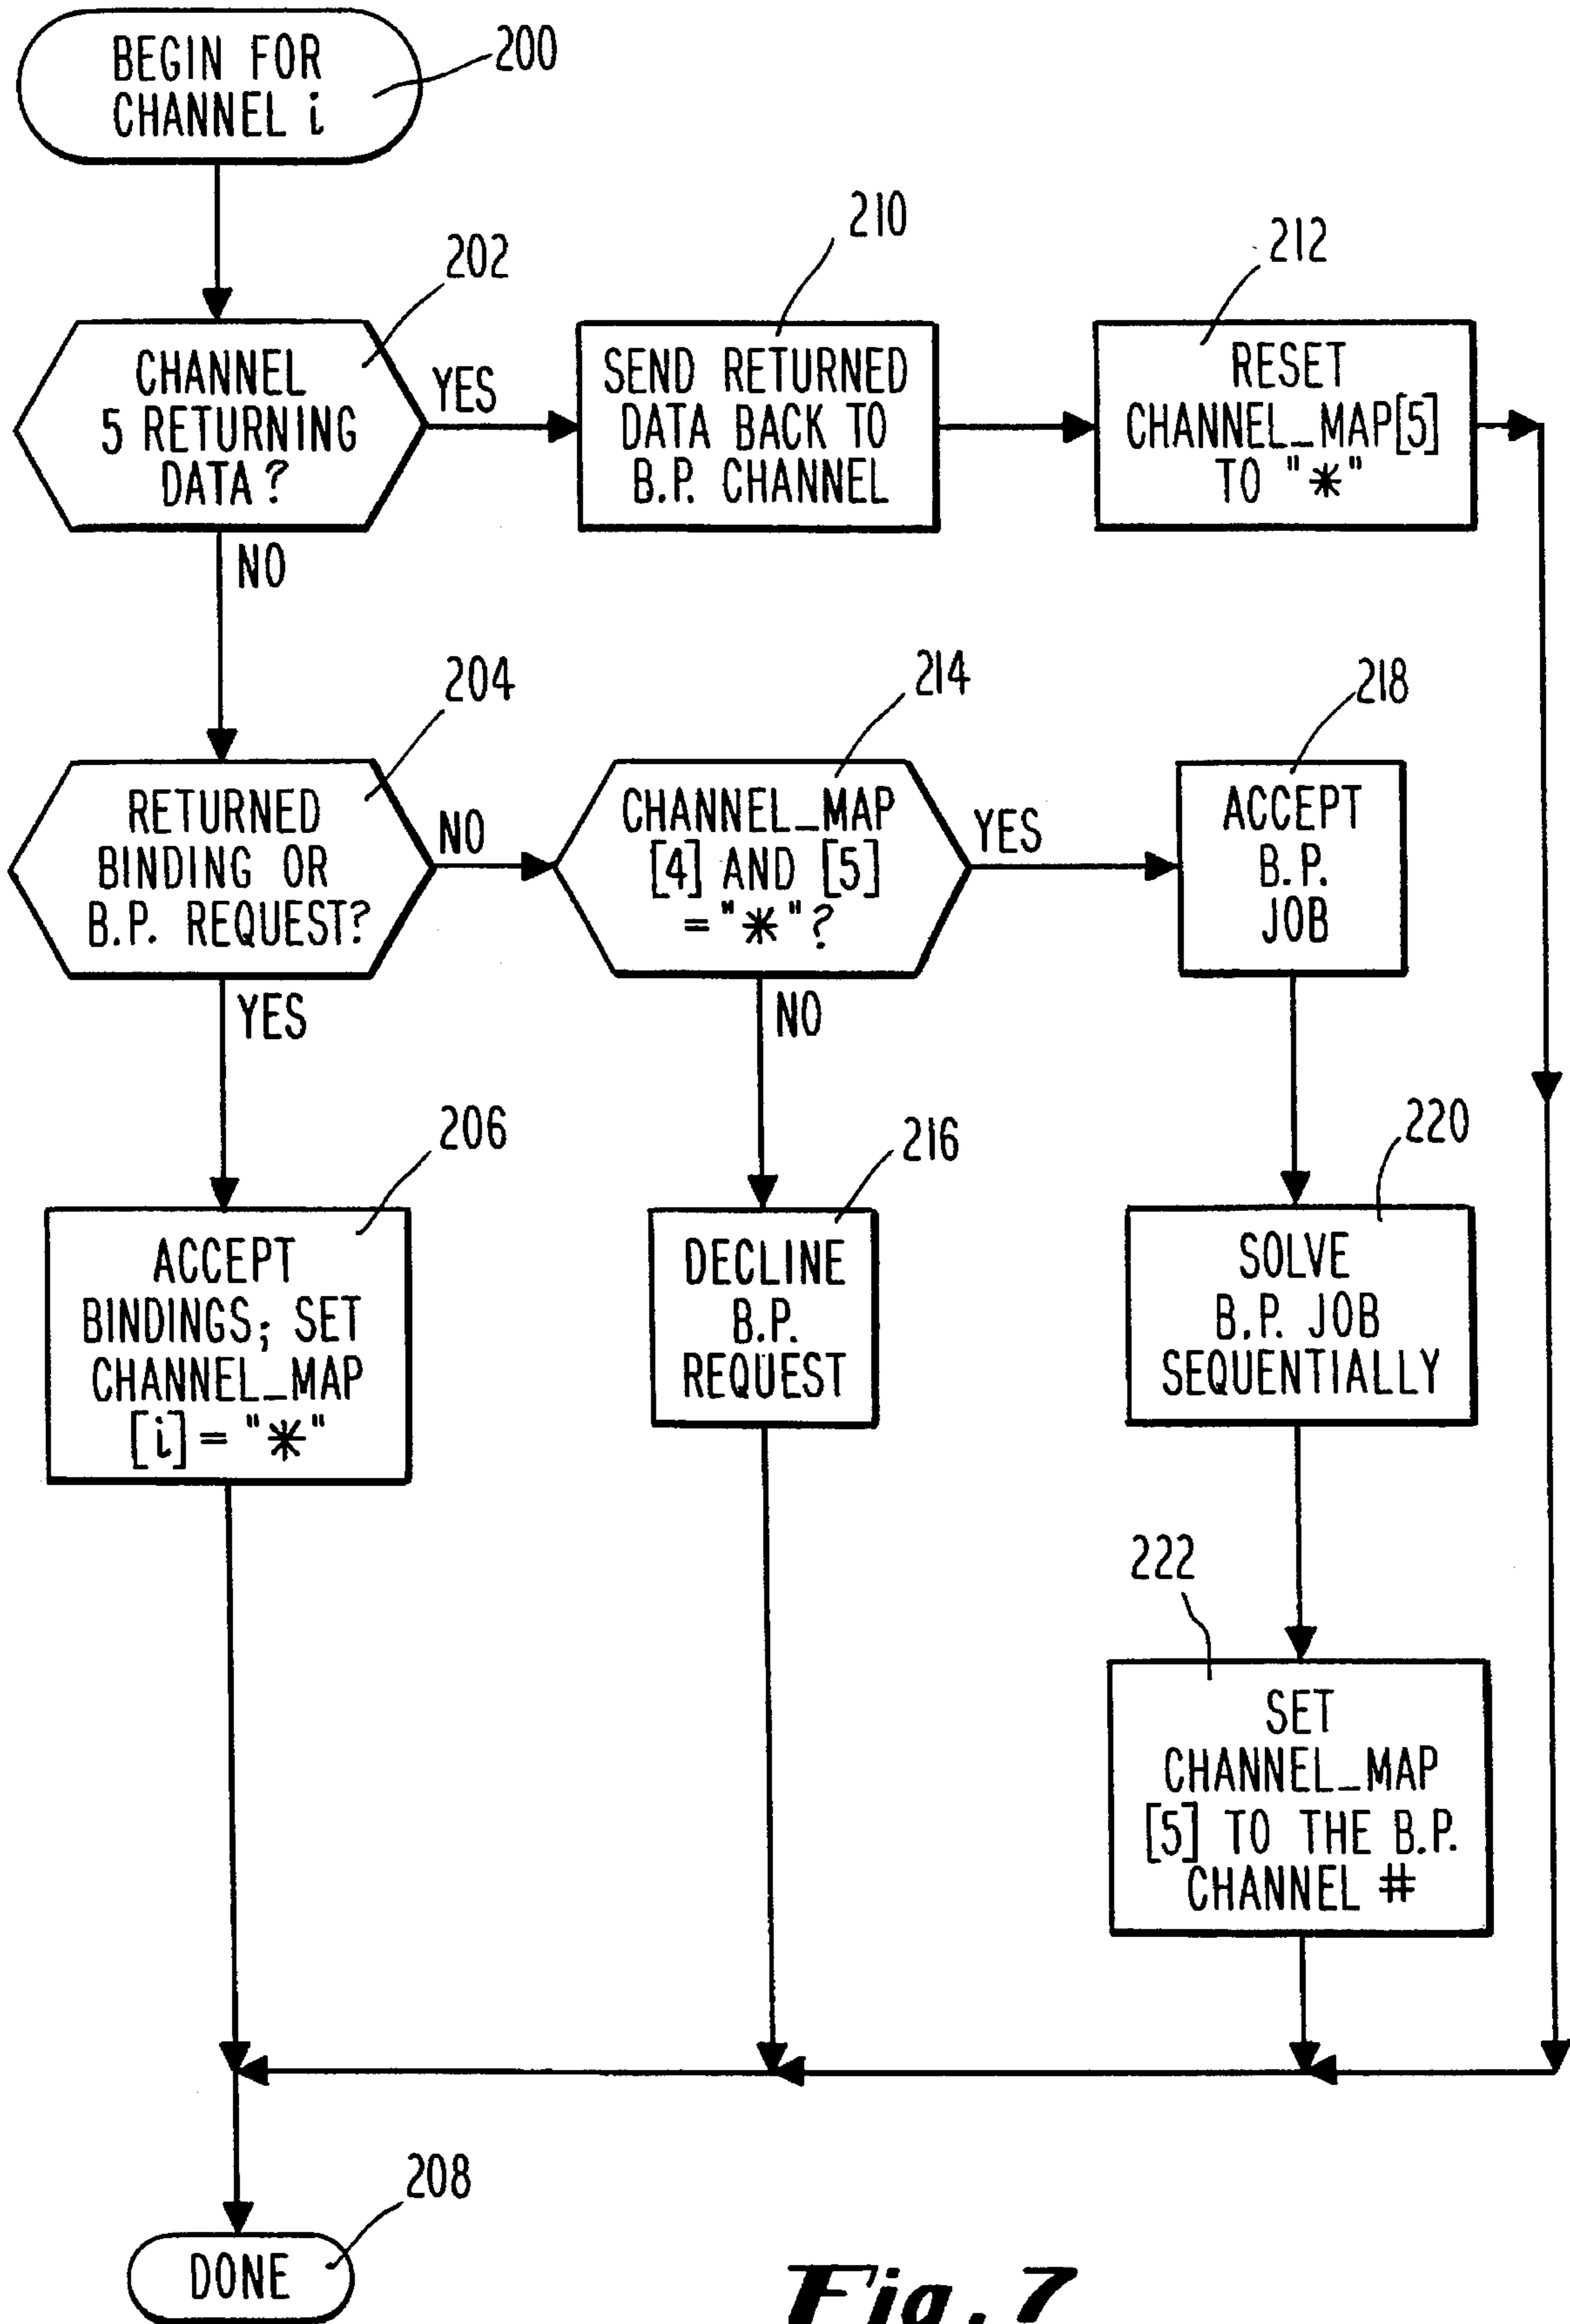 BEGIN FOR
CHANNEL i
200
202
CHANNEL
5 RETURNING
DATA?
YES
NO
210
SEND RETURNED
DATA BACK TO
B.P. CHANNEL
212
RESET
CHANNEL_MAP[5]
TO "*"
204
RETURNED
BINDING OR
B.P. REQUEST?
NO
YES
214
CHANNEL_MAP
[4] AND [5]
="*"?
YES
NO
218
ACCEPT
B.P.
JOB
206
ACCEPT
BINDINGS; SET
CHANNEL_MAP
[i] = "*"
216
DECLINE
B.P.
REQUEST
220
SOLVE
B.P. JOB
SEQUENTIALLY
222
SET
CHANNEL_MAP
[5] TO THE B.P.
CHANNEL #
208
DONE
Fig. 7